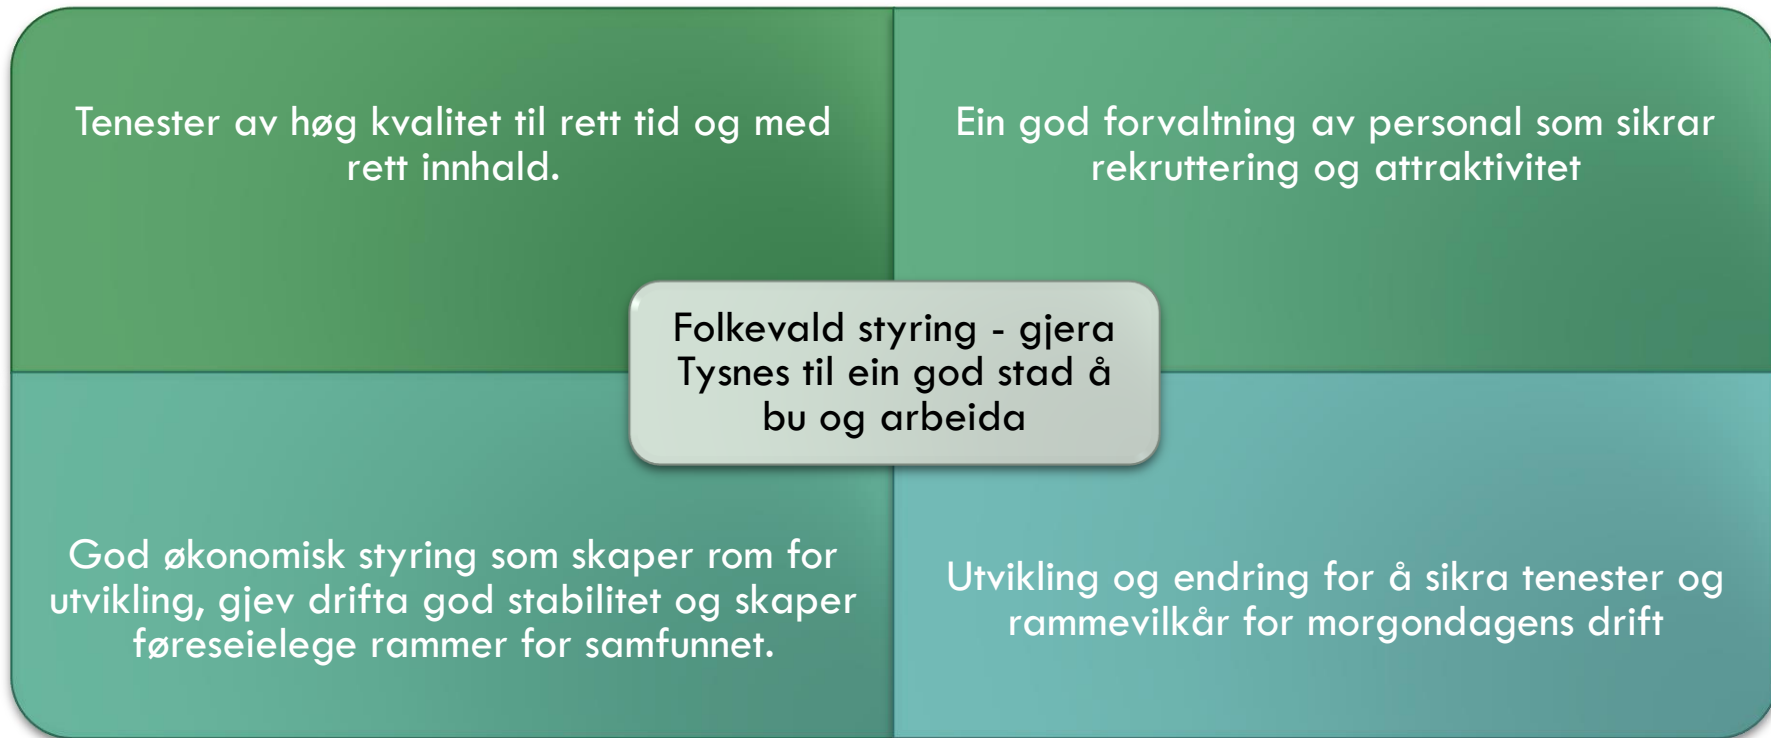 Tenester av høg kvalitet til rett tid og med
rett innhald.
Ein god forvaltning av personal som sikrar
rekruttering og attraktivitet
Folkevald styring - gjera
Tysnes til ein god stad å
bu og arbeida
God økonomisk styring som skaper rom for
utvikling, gjev drifta god stabilitet og skaper
føreseielege rammer for samfunnet.
Utvikling og endring for å sikra tenester og
rammevilkår for morgondagens drift